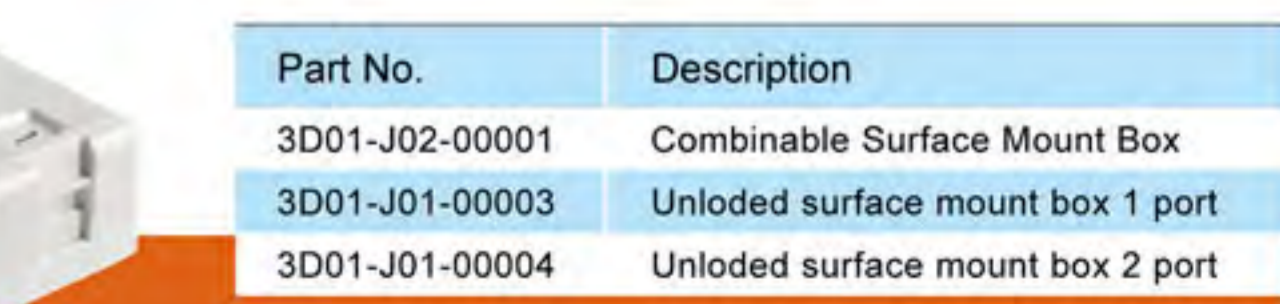 Part No. Description
3D01-J02-00001 Combinable Surface Mount Box
3D01-J01-00003 Unloded surface mount box 1 port
3D01-J01-00004 Unloded surface mount box 2 port